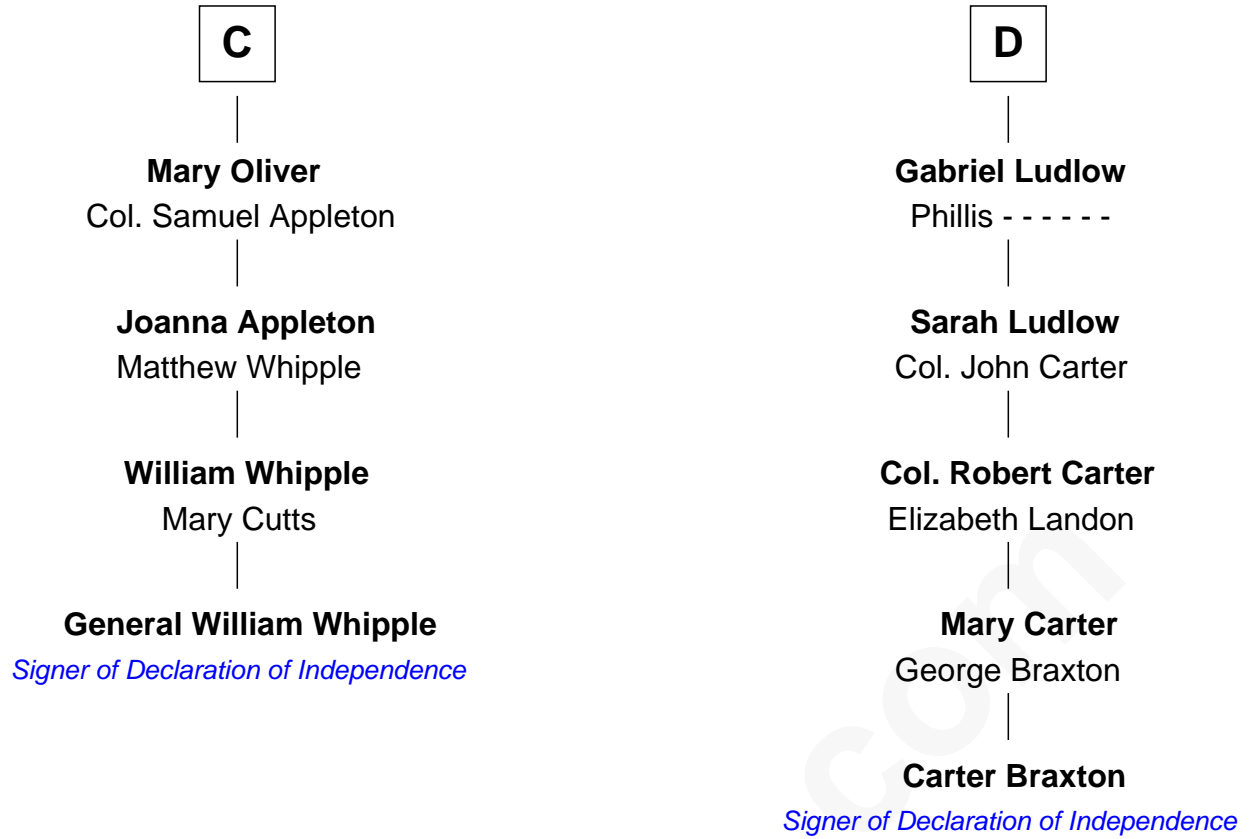 C
Mary Oliver
Col. Samuel Appleton
Joanna Appleton
Matthew Whipple
William Whipple
Mary Cutts
General William Whipple
Signer of Declaration of Independence
D
Gabriel Ludlow
Phillis - - - - - -
Sarah Ludlow
Col. John Carter
Col. Robert Carter
Elizabeth Landon
Mary Carter
George Braxton
Carter Braxton
Signer of Declaration of Independence
com